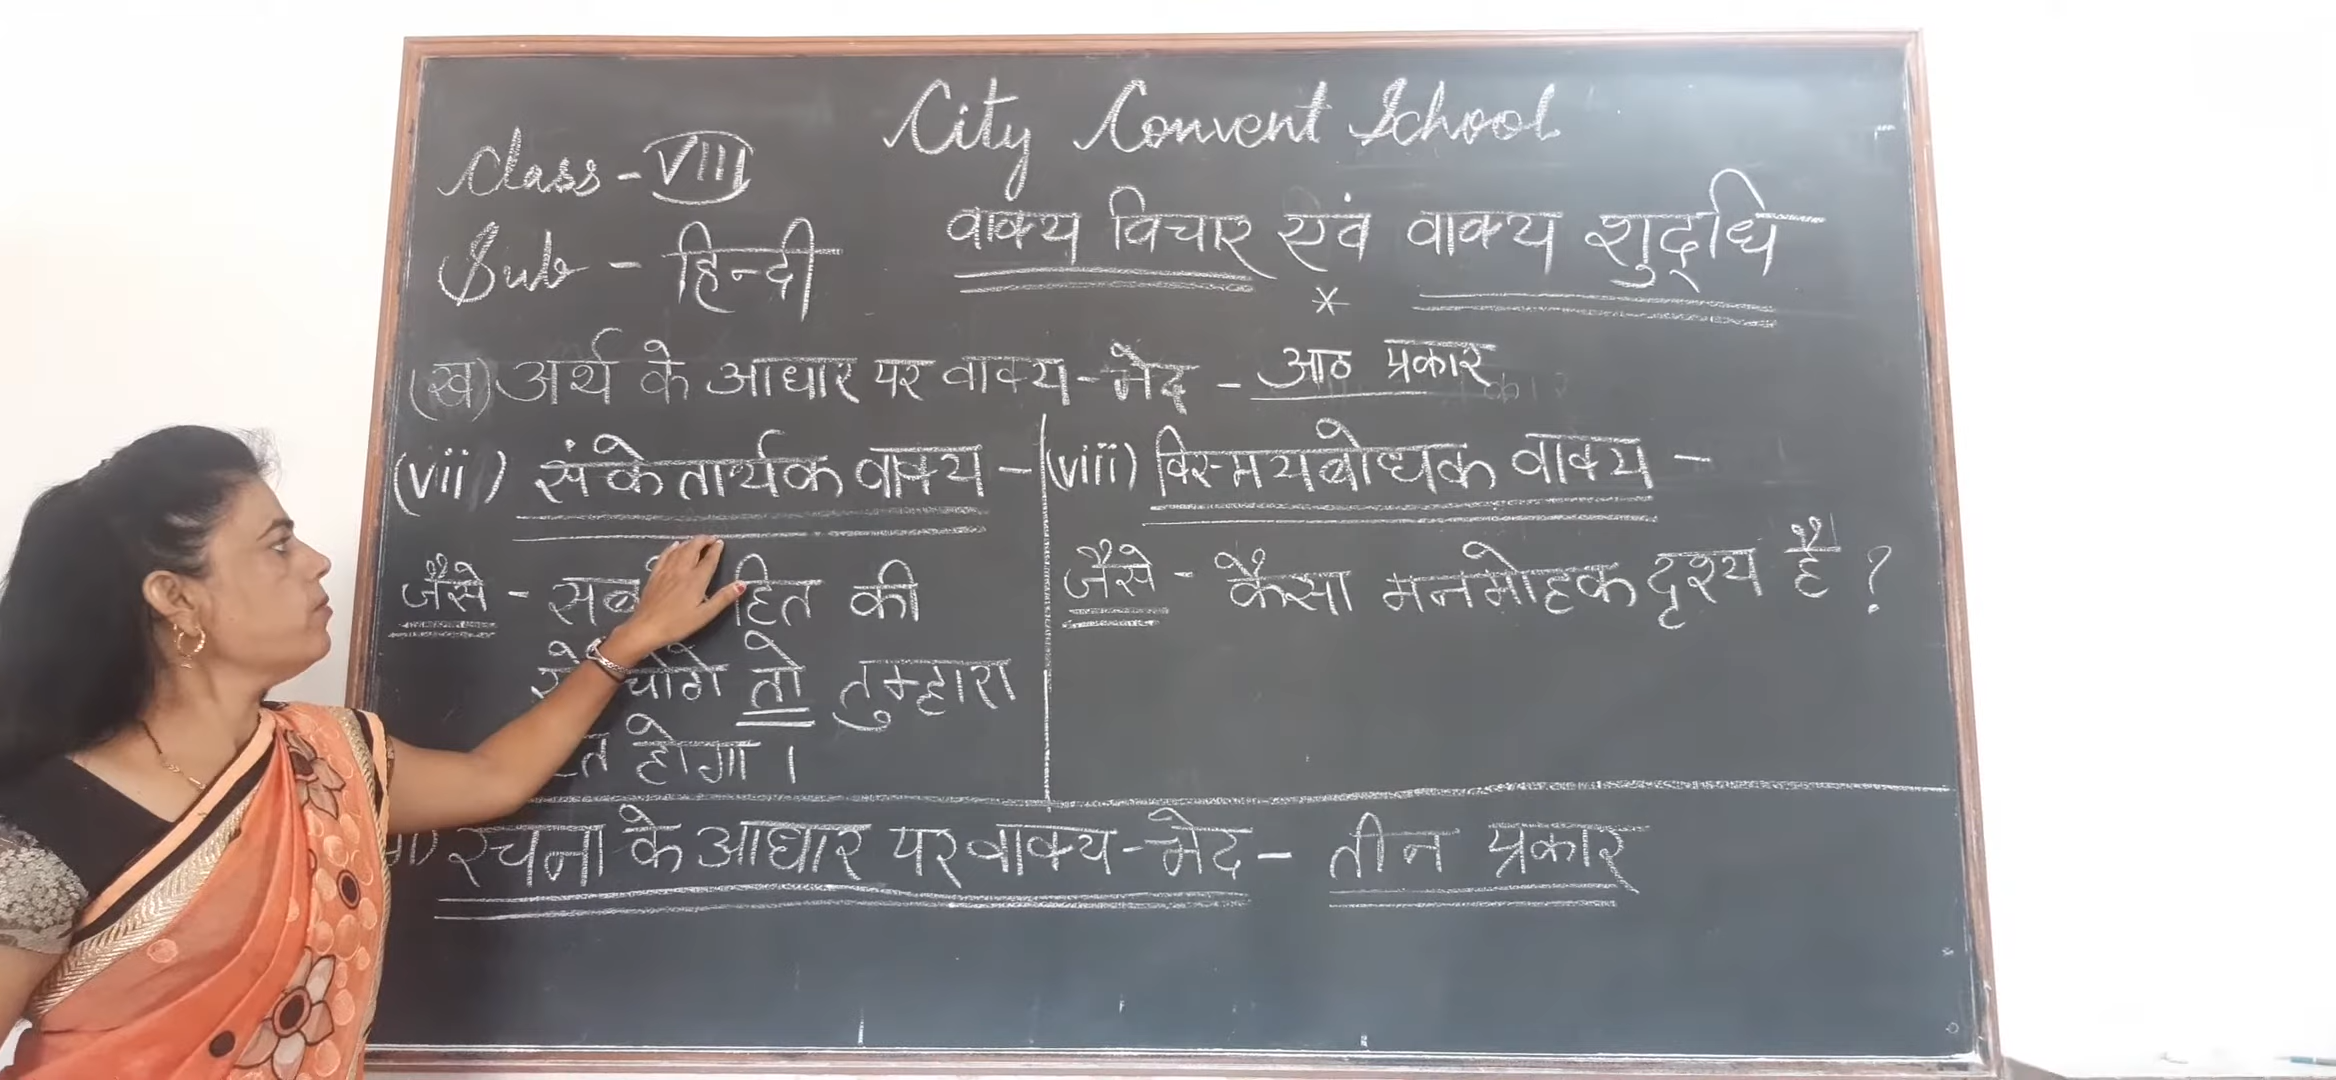 City Convent School
Class - VIII
Sub - हिन्दी
वाक्य विचार एवं वाक्य शुद्धि
*
(ख) अर्थ के आधार पर वाक्य-भेद - आठ प्रकार
(vii) संकेतार्थक वाक्य -
जैसे - हित की
तो तुम्हारा
होगा।
(viii) विस्मयबोधक वाक्य -
जैसे - कैसा मनमोहक दृश्य है ?
रचना के आधार पर वाक्य-भेद - तीन प्रकार